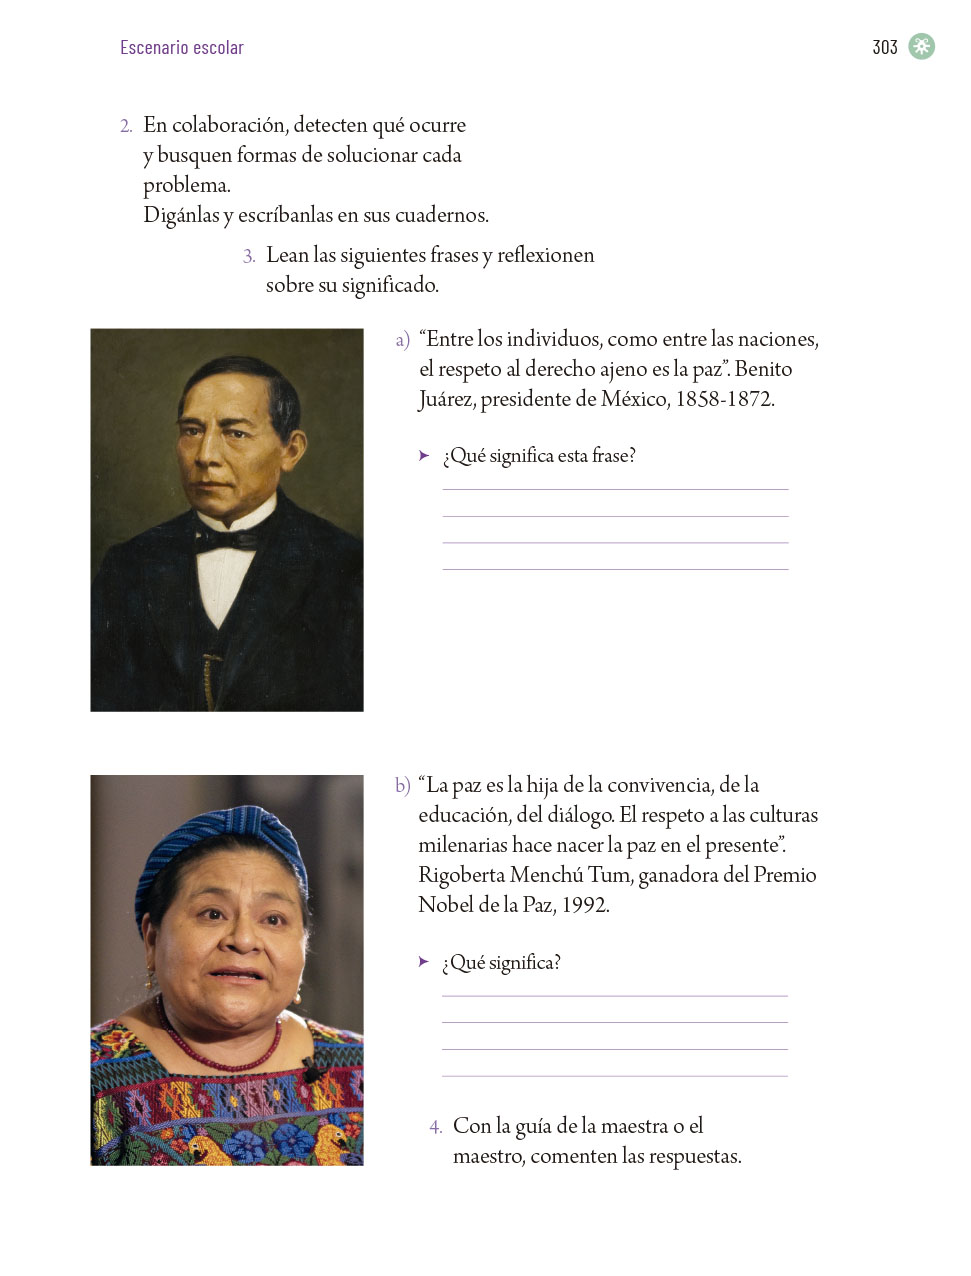 Escenario escolar
303
2. En colaboración, detecten qué ocurre
y busquen formas de solucionar cada
problema.
Digánlas y escríbanlas en sus cuadernos.
3. Lean las siguientes frases y reflexionen
sobre su significado.
a) “Entre los individuos, como entre las naciones,
el respeto al derecho ajeno es la paz”. Benito
Juárez, presidente de México, 1858-1872.
➤ ¿Qué significa esta frase?
b) “La paz es la hija de la convivencia, de la
educación, del diálogo. El respeto a las culturas
milenarias hace nacer la paz en el presente”.
Rigoberta Menchú Tum, ganadora del Premio
Nobel de la Paz, 1992.
➤ ¿Qué significa?
4. Con la guía de la maestra o el
maestro, comenten las respuestas.